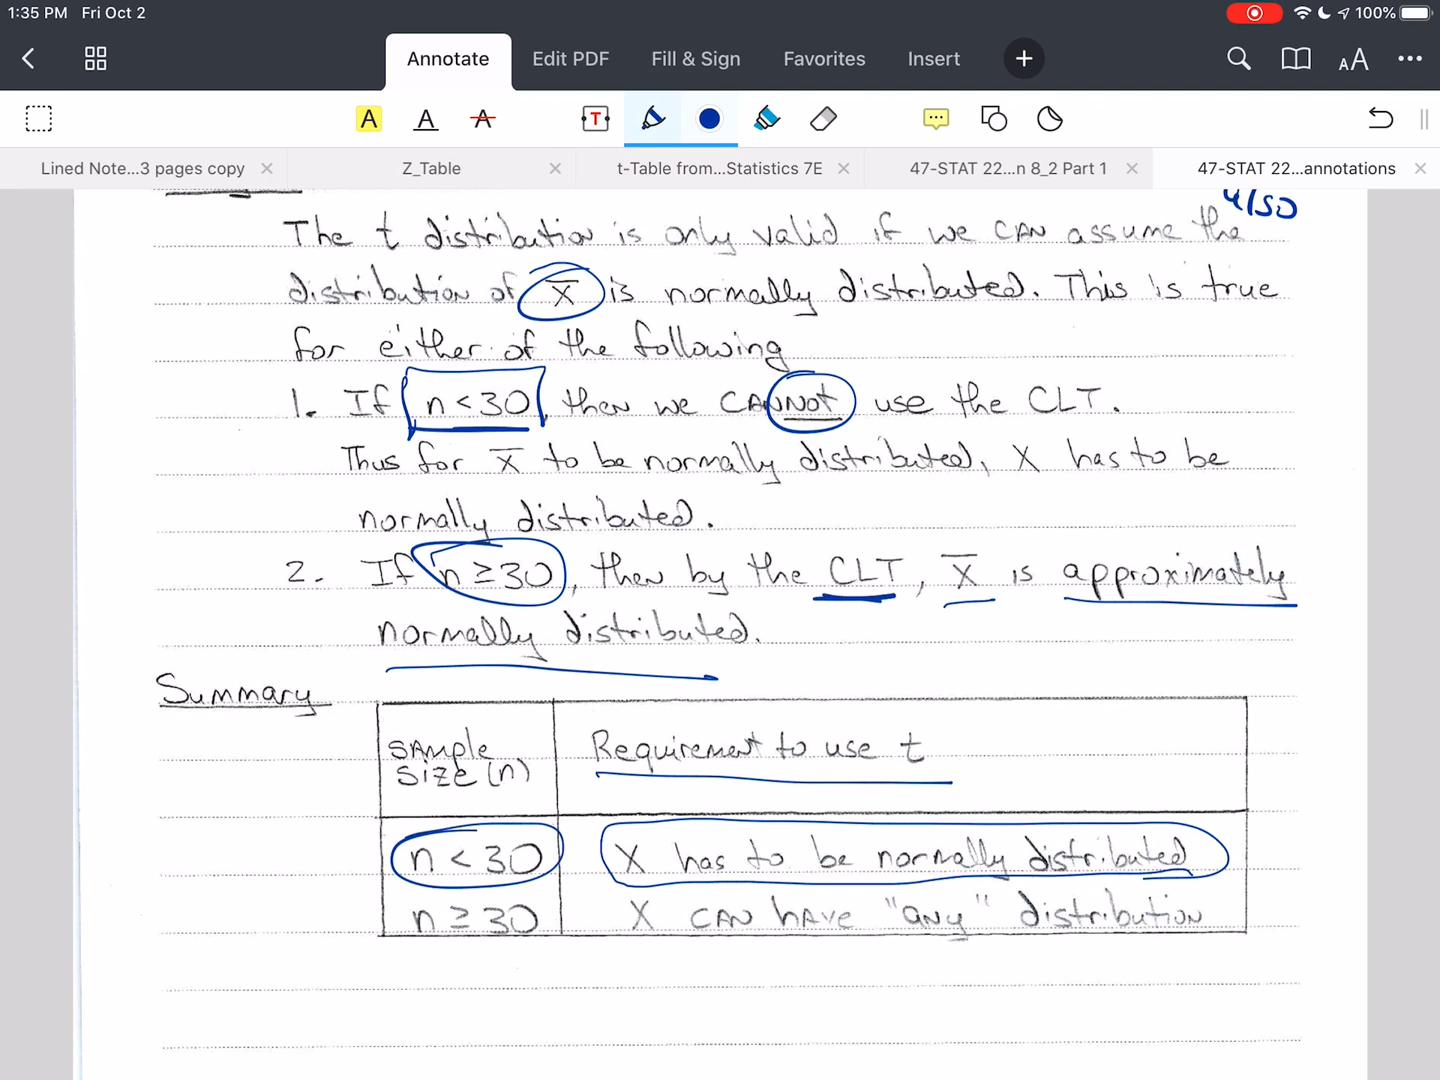 1:35 PM Fri Oct 2
100%
Annotate Edit PDF Fill & Sign Favorites Insert
AA
A A A T
Lined Note...3 pages copy Z_Table t-Table from...Statistics 7E 47-STAT 22...n 8_2 Part 1 47-STAT 22...annotations
The t distribution is only valid if we CAN assume the
distribution of X̅ is normally distributed. This is true
for either of the following
1. If n < 30, then we CANNOT use the CLT.
Thus for X̅ to be normally distributed, X has to be
normally distributed.
2. If n ≥ 30, then by the CLT, X̅ is approximately
normally distributed.
Summary
SAMPLE
SIZE (n)
Requirement to use t
n < 30 X has to be normally distributed
n ≥ 30 X CAN HAVE "any" distribution